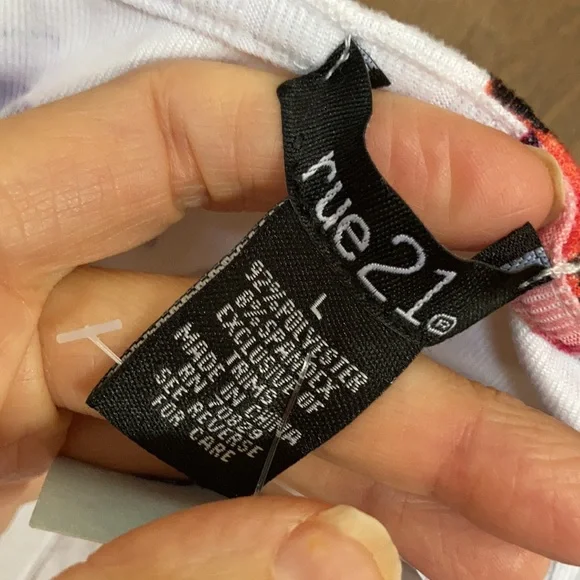 rue21®
L
92% POLYESTER
8% SPANDEX
EXCLUSIVE OF
TRIMS
MADE IN CHINA
RN 70829
SEE REVERSE
FOR CARE